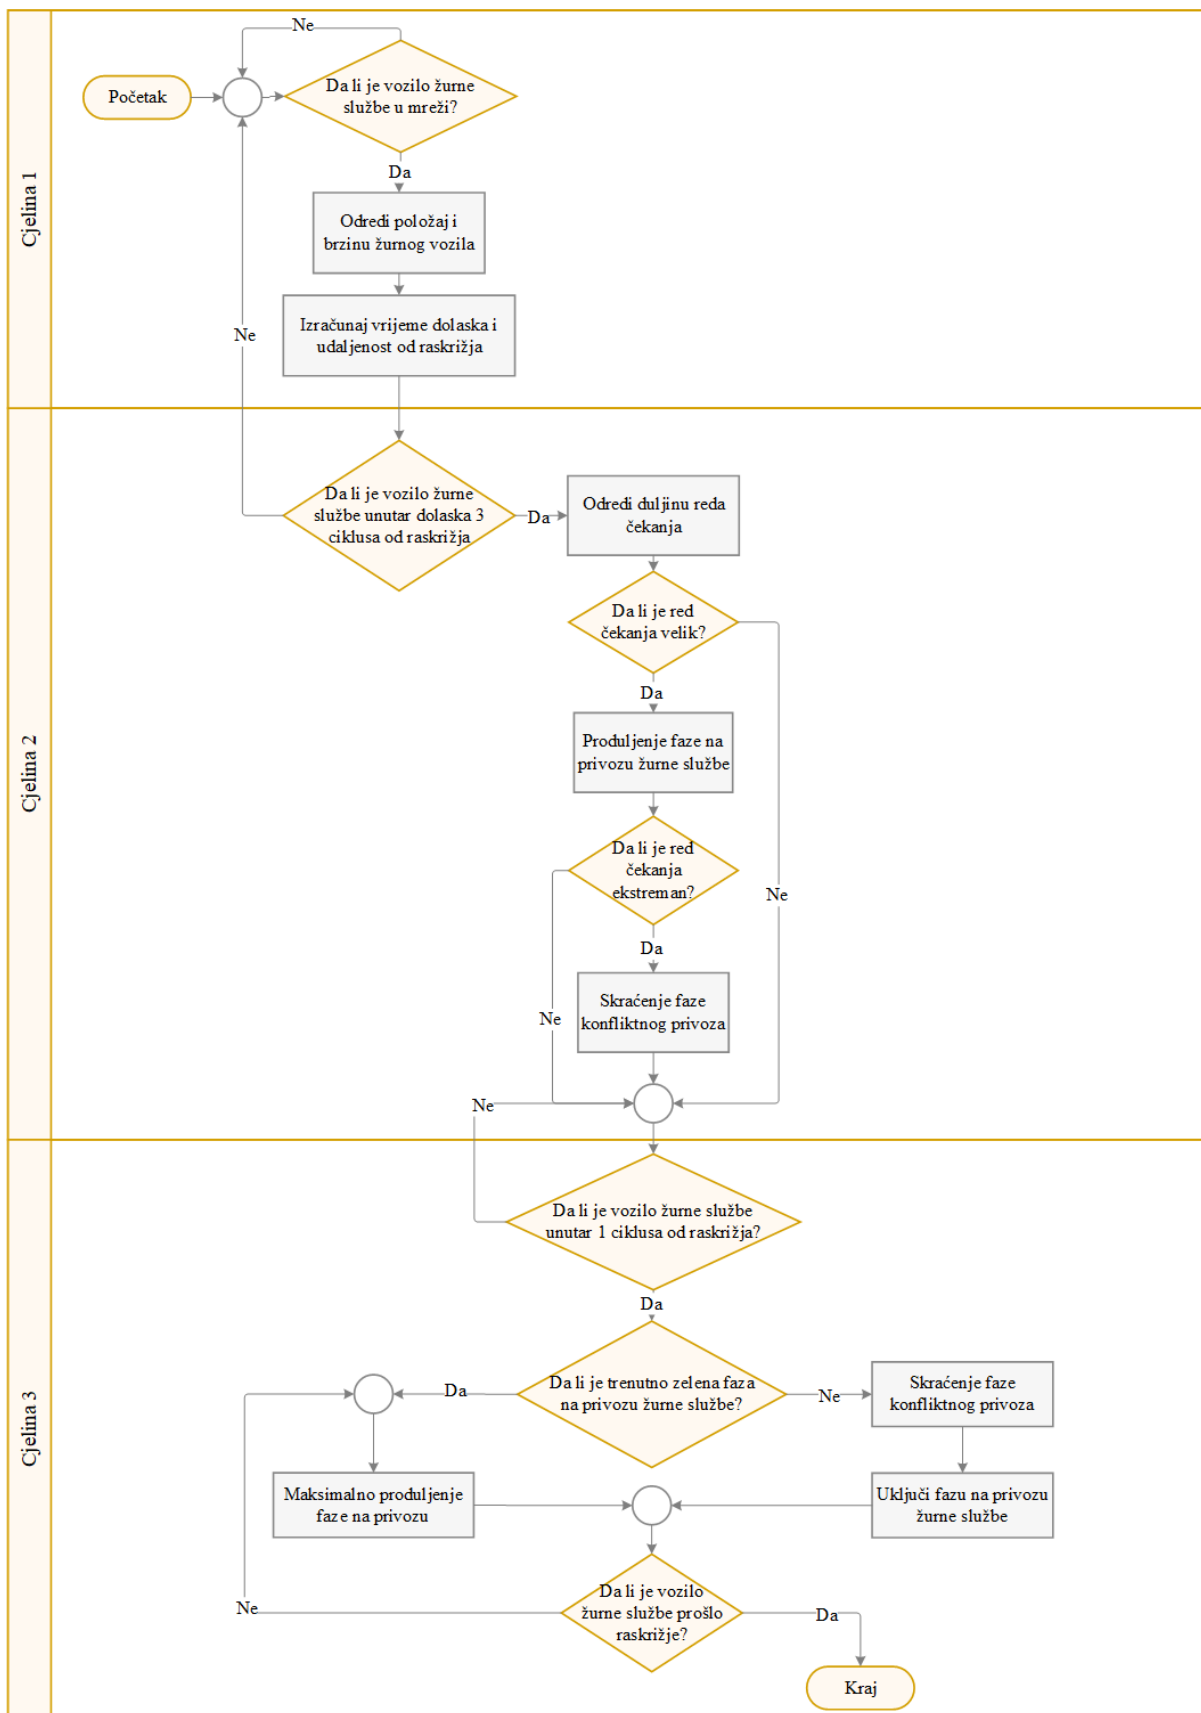 Cjelina 1
Ne
Početak
Da li je vozilo žurne
službe u mreži?
Da
Odredi položaj i
brzinu žurnog vozila
Izračunaj vrijeme dolaska i
udaljenost od raskrižja
Ne
Cjelina 2
Da li je vozilo žurne
službe unutar dolaska 3
ciklusa od raskrižja
Da
Odredi duljinu reda
čekanja
Da li je red
čekanja velik?
Da
Produljenje faze na
privozu žurne službe
Da li je red
čekanja
ekstreman?
Ne
Da
Skraćenje faze
konfliktnog privoza
Ne
Ne
Cjelina 3
Da li je vozilo žurne službe
unutar 1 ciklusa od raskrižja?
Da
Da li je trenutno zelena faza
na privozu žurne službe?
Da
Ne
Skraćenje faze
konfliktnog privoza
Maksimalno produljenje
faze na privozu
Uključi fazu na privozu
žurne službe
Da li je vozilo
žurne službe prošlo
raskrižje?
Ne
Da
Kraj